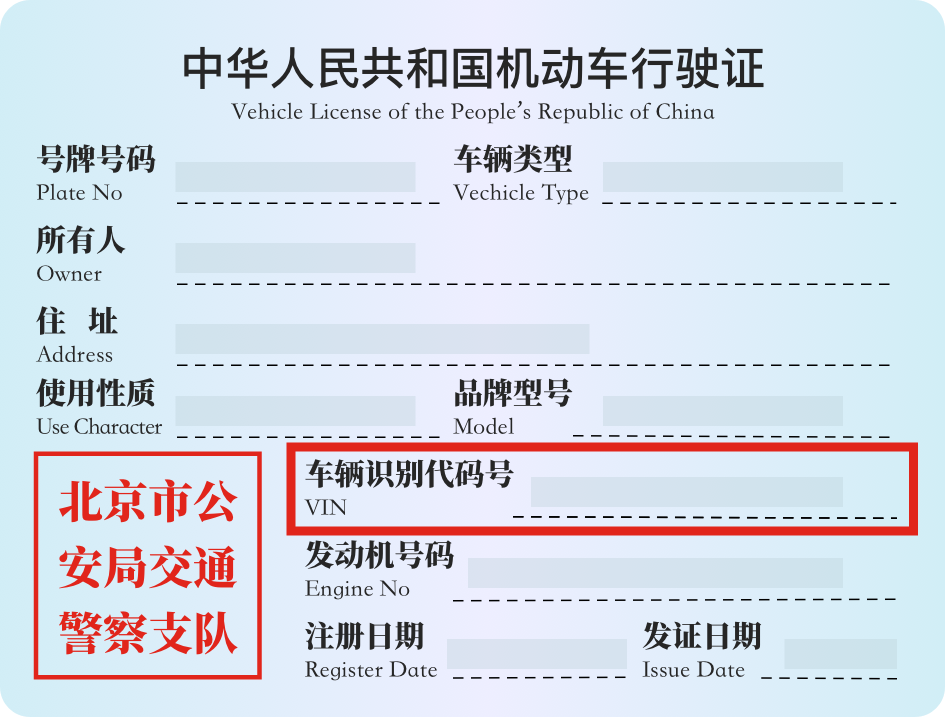 中华人民共和国机动车行驶证
Vehicle License of the People's Republic of China
号牌号码 车辆类型
Plate No Vechicle Type
所有人
Owner
住 址
Address
使用性质 品牌型号
Use Character Model
车辆识别代码号
VIN
北京市公
安局交通
警察支队
发动机号码
Engine No
注册日期 发证日期
Register Date Issue Date